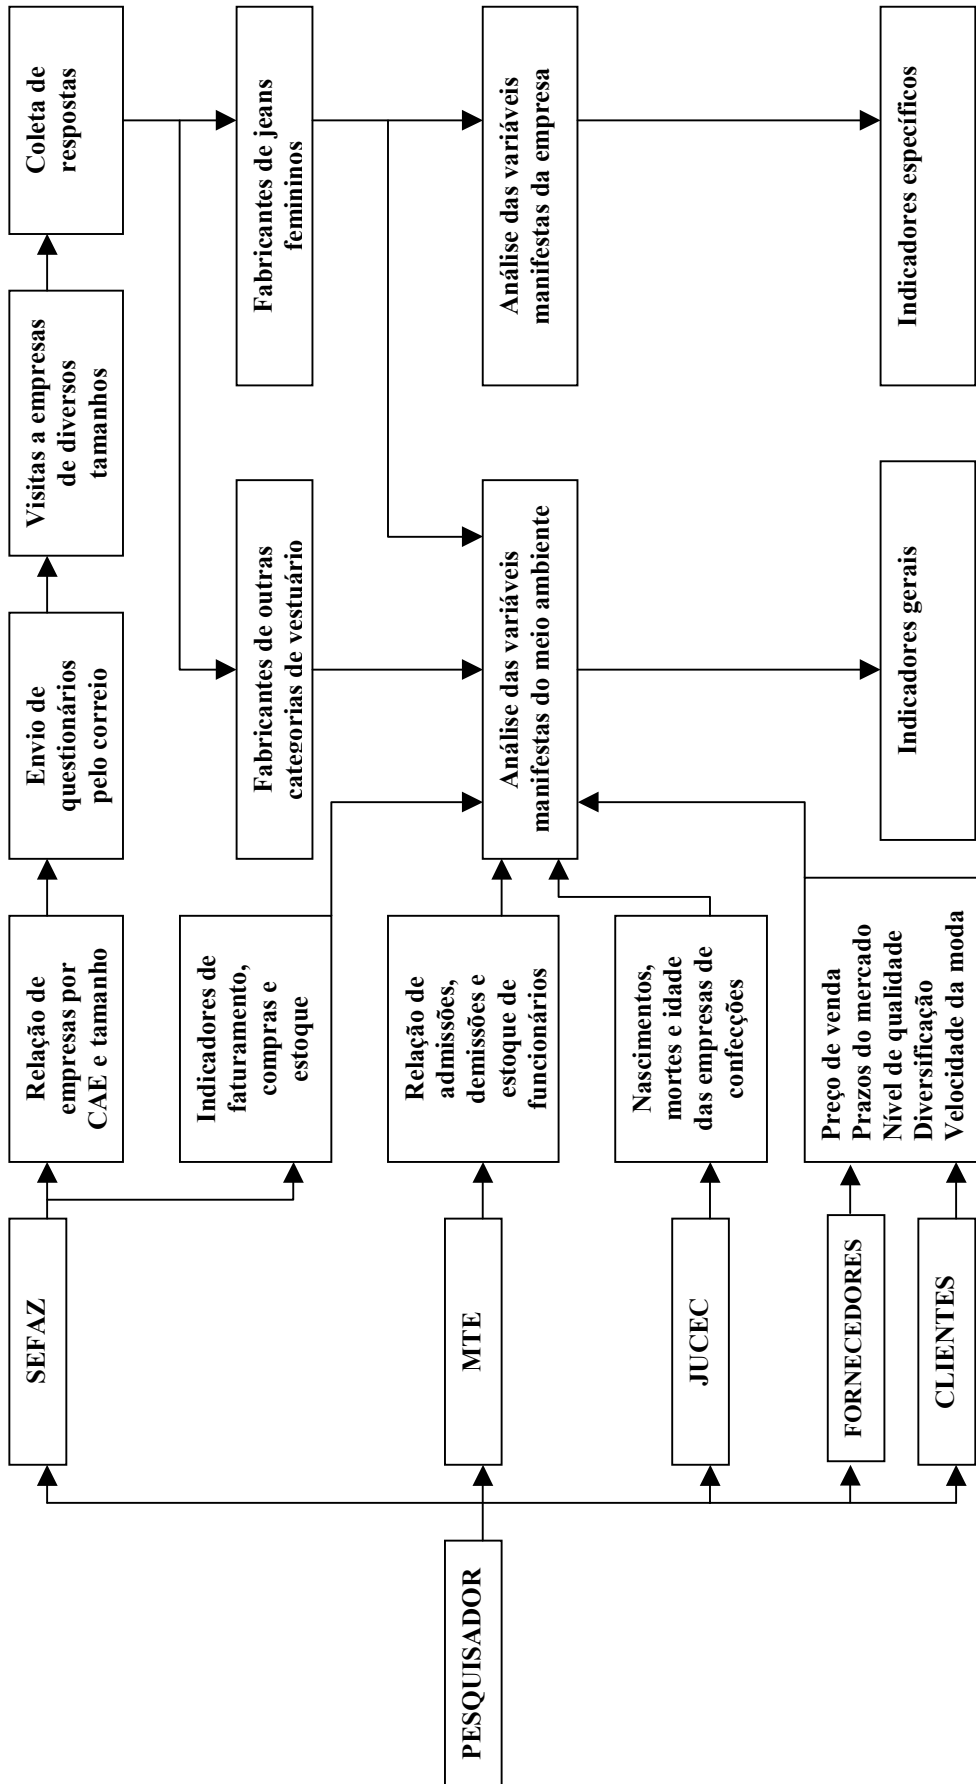 PESQUISADOR
SEFAZ
MTE
JUCEC
FORNECEDORES
CLIENTES
Relação de
empresas por
CAE e tamanho
Indicadores de
faturamento,
compras e
estoque
Relação de
admissões,
demissões e
estoque de
funcionários
Nascimentos,
mortes e idade
das empresas de
confecções
Preço de venda
Prazos do mercado
Nível de qualidade
Diversificação
Velocidade da moda
Envio de
questionários
pelo correio
Visitas a empresas
de diversos
tamanhos
Coleta de
respostas
Fabricantes de outras
categorias de vestuário
Fabricantes de jeans
femininos
Análise das variáveis
manifestas do meio ambiente
Análise das variáveis
manifestas da empresa
Indicadores gerais
Indicadores específicos